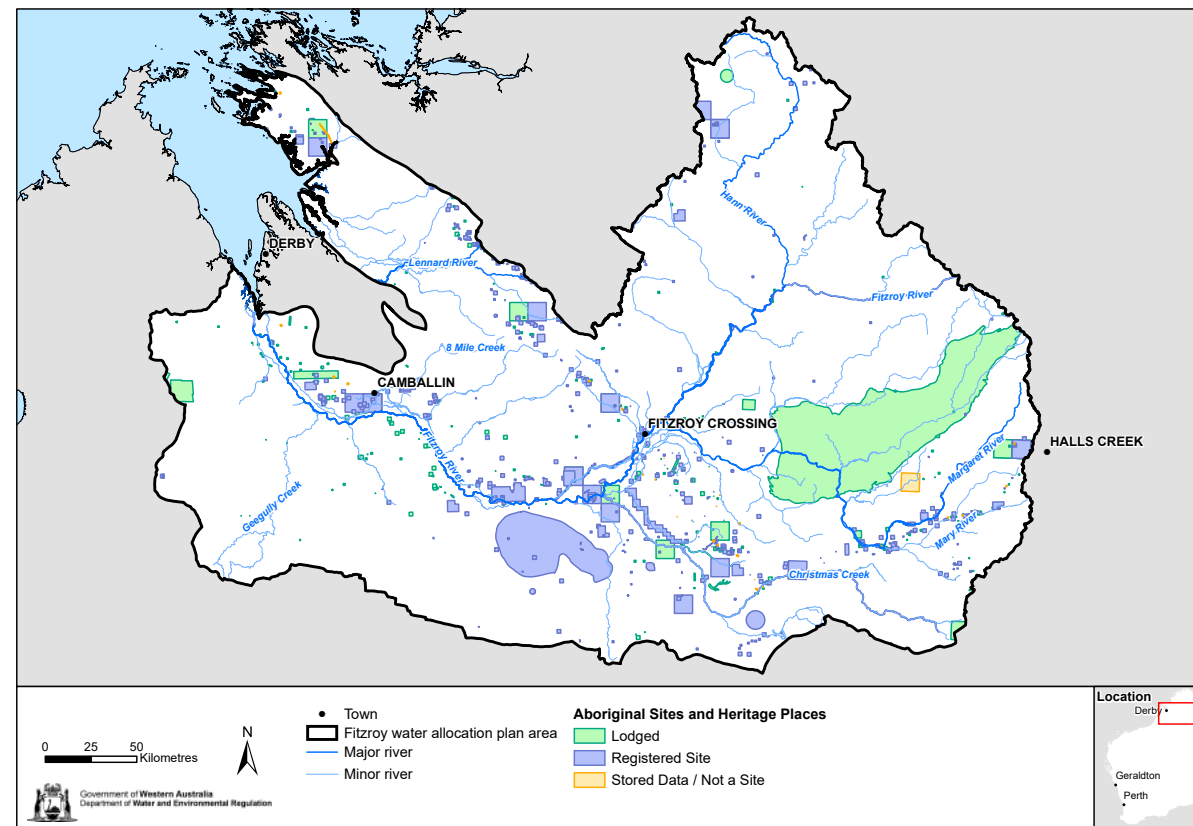 Hann River
DERBY
Lennard River
Fitzroy River
8 Mile Creek
CAMBALLIN
FITZROY CROSSING
HALLS CREEK
Fitzroy River
Margaret River
Geegully Creek
Mary River
Christmas Creek
0 25 50
Kilometres
N
Town
Fitzroy water allocation plan area
Major river
Minor river
Aboriginal Sites and Heritage Places
Lodged
Registered Site
Stored Data / Not a Site
Government of Western Australia
Department of Water and Environmental Regulation
Location
Derby
Geraldton
Perth